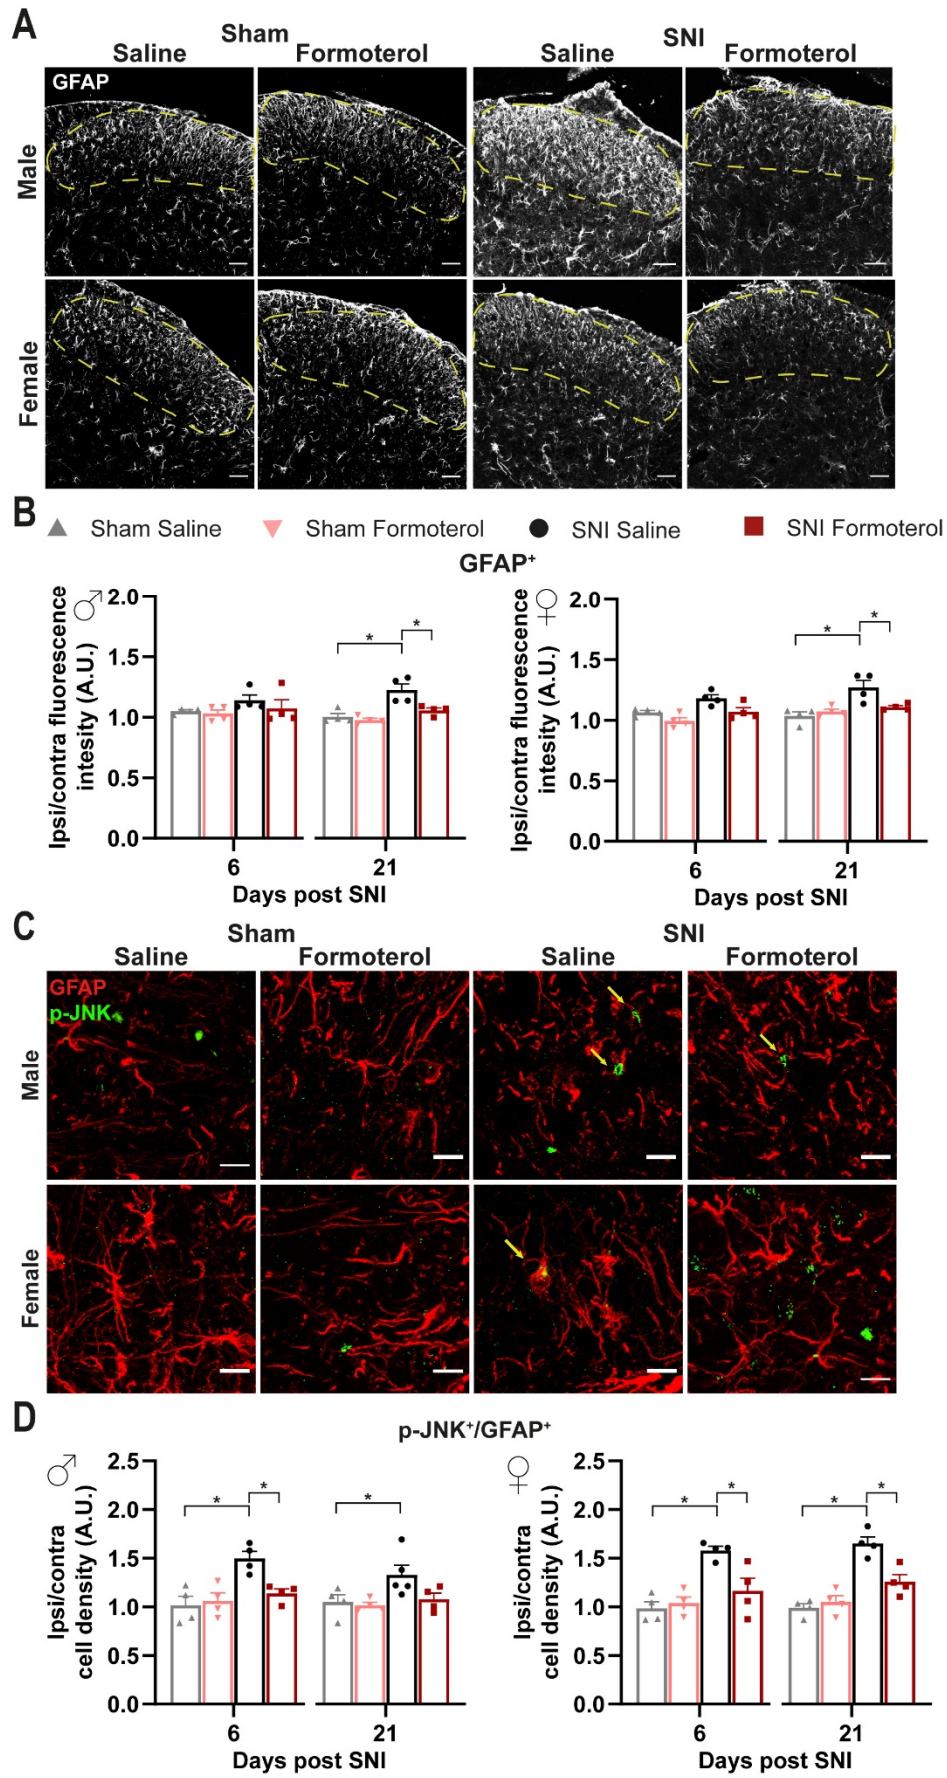 A
Sham
SNI
Saline
Formoterol
Saline
Formoterol
GFAP
Male
Female
B
Sham Saline
Sham Formoterol
SNI Saline
SNI Formoterol
GFAP+
♂
Ipsi/contra fluorescence
intesity (A.U.)
2.0
1.5
1.0
0.5
0.0
*
*
6
21
Days post SNI
♀
Ipsi/contra fluorescence
intesity (A.U.)
2.0
1.5
1.0
0.5
0.0
*
*
6
21
Days post SNI
C
Sham
SNI
Saline
Formoterol
Saline
Formoterol
GFAP
p-JNK
Male
Female
D
p-JNK+/GFAP+
♂
Ipsi/contra
cell density (A.U.)
2.5
2.0
1.5
1.0
0.5
0.0
*
*
*
6
21
Days post SNI
♀
Ipsi/contra
cell density (A.U.)
2.5
2.0
1.5
1.0
0.5
0.0
*
*
*
*
6
21
Days post SNI